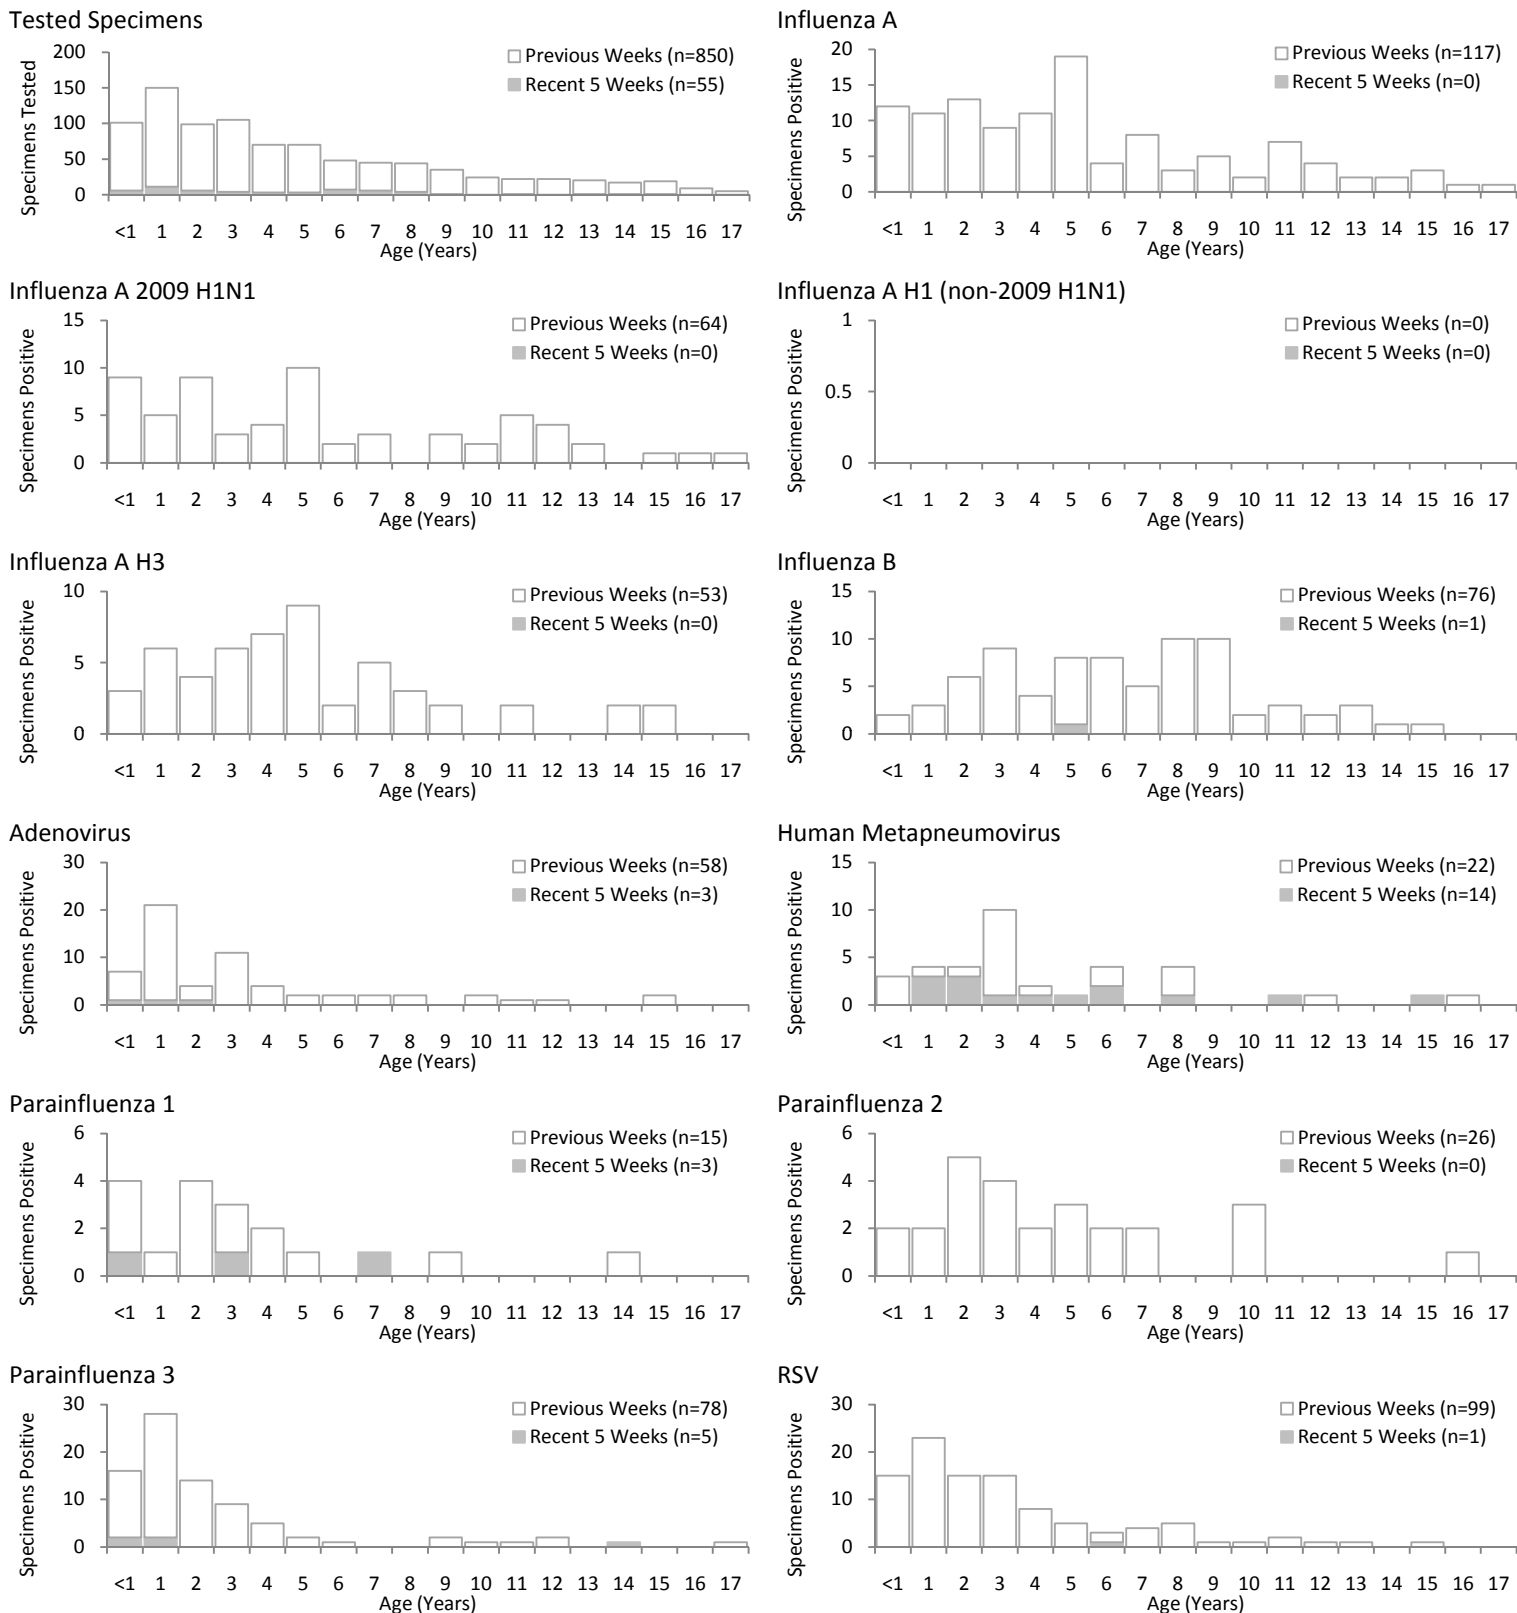 Tested Specimens
Specimens Tested
200
150
100
50
0
Previous Weeks (n=850)
Recent 5 Weeks (n=55)
<1 1 2 3 4 5 6 7 8 9 10 11 12 13 14 15 16 17
Age (Years)
Influenza A
Specimens Positive
20
15
10
5
0
Previous Weeks (n=117)
Recent 5 Weeks (n=0)
<1 1 2 3 4 5 6 7 8 9 10 11 12 13 14 15 16 17
Age (Years)
Influenza A 2009 H1N1
Specimens Positive
15
10
5
0
Previous Weeks (n=64)
Recent 5 Weeks (n=0)
<1 1 2 3 4 5 6 7 8 9 10 11 12 13 14 15 16 17
Age (Years)
Influenza A H1 (non-2009 H1N1)
Specimens Positive
1
0.5
0
Previous Weeks (n=0)
Recent 5 Weeks (n=0)
<1 1 2 3 4 5 6 7 8 9 10 11 12 13 14 15 16 17
Age (Years)
Influenza A H3
Specimens Positive
10
5
0
Previous Weeks (n=53)
Recent 5 Weeks (n=0)
<1 1 2 3 4 5 6 7 8 9 10 11 12 13 14 15 16 17
Age (Years)
Influenza B
Specimens Positive
15
10
5
0
Previous Weeks (n=76)
Recent 5 Weeks (n=1)
<1 1 2 3 4 5 6 7 8 9 10 11 12 13 14 15 16 17
Age (Years)
Adenovirus
Specimens Positive
30
20
10
0
Previous Weeks (n=58)
Recent 5 Weeks (n=3)
<1 1 2 3 4 5 6 7 8 9 10 11 12 13 14 15 16 17
Age (Years)
Human Metapneumovirus
Specimens Positive
15
10
5
0
Previous Weeks (n=22)
Recent 5 Weeks (n=14)
<1 1 2 3 4 5 6 7 8 9 10 11 12 13 14 15 16 17
Age (Years)
Parainfluenza 1
Specimens Positive
6
4
2
0
Previous Weeks (n=15)
Recent 5 Weeks (n=3)
<1 1 2 3 4 5 6 7 8 9 10 11 12 13 14 15 16 17
Age (Years)
Parainfluenza 2
Specimens Positive
6
4
2
0
Previous Weeks (n=26)
Recent 5 Weeks (n=0)
<1 1 2 3 4 5 6 7 8 9 10 11 12 13 14 15 16 17
Age (Years)
Parainfluenza 3
Specimens Positive
30
20
10
0
Previous Weeks (n=78)
Recent 5 Weeks (n=5)
<1 1 2 3 4 5 6 7 8 9 10 11 12 13 14 15 16 17
Age (Years)
RSV
Specimens Positive
30
20
10
0
Previous Weeks (n=99)
Recent 5 Weeks (n=1)
<1 1 2 3 4 5 6 7 8 9 10 11 12 13 14 15 16 17
Age (Years)